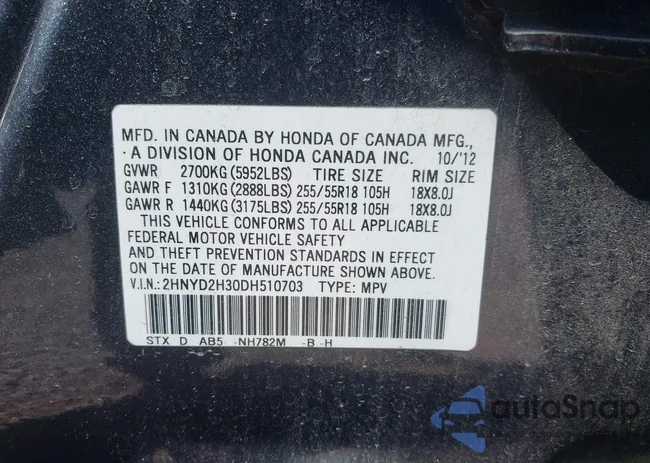 MFD. IN CANADA BY HONDA OF CANADA MFG.,
A DIVISION OF HONDA CANADA INC. 10/'12
GVWR 2700KG (5952LBS) TIRE SIZE RIM SIZE
GAWR F 1310KG (2888LBS) 255/55R18 105H 18X8.0J
GAWR R 1440KG (3175LBS) 255/55R18 105H 18X8.0J
THIS VEHICLE CONFORMS TO ALL APPLICABLE
FEDERAL MOTOR VEHICLE SAFETY
AND THEFT PREVENTION STANDARDS IN EFFECT
ON THE DATE OF MANUFACTURE SHOWN ABOVE.
V.I.N.: 2HNYD2H30DH510703 TYPE: MPV
STX D AB5 -NH782M -B -H
autoSnap